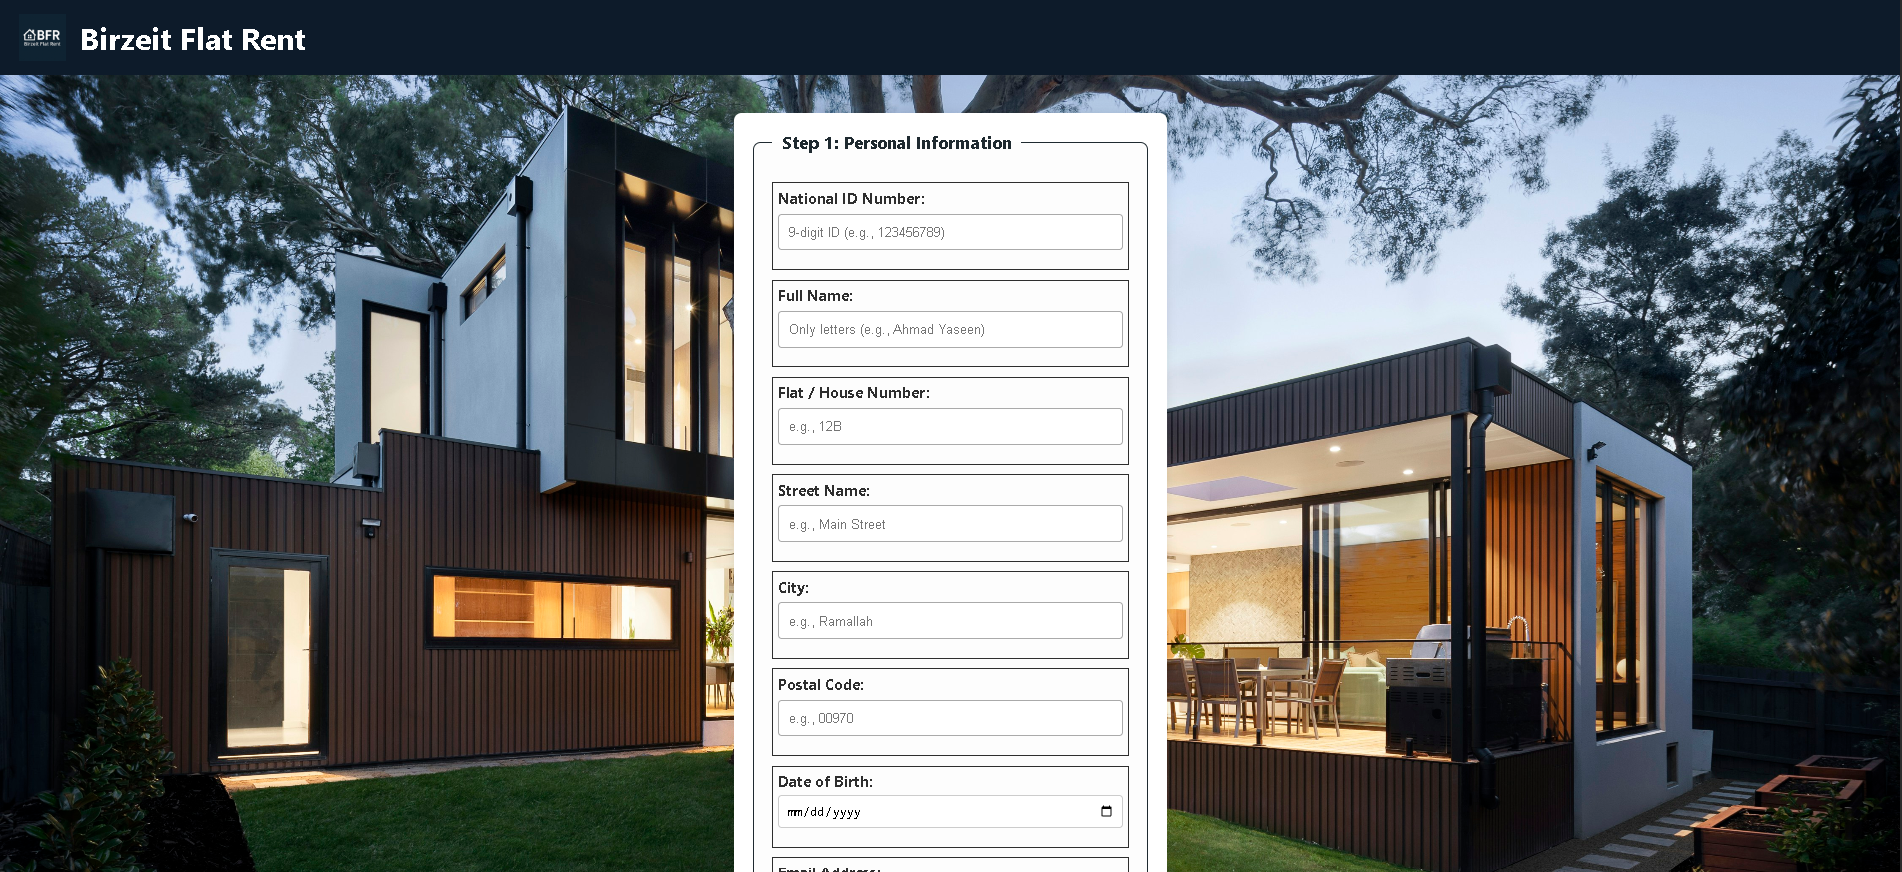 BFR
Birzeit Flat Rent
Birzeit Flat Rent
Step 1: Personal Information
National ID Number:
9-digit ID (e.g., 123456789)
Full Name:
Only letters (e.g., Ahmad Yaseen)
Flat / House Number:
e.g., 12B
Street Name:
e.g., Main Street
City:
e.g., Ramallah
Postal Code:
e.g., 00970
Date of Birth:
mm/dd/yyyy
Email Address: